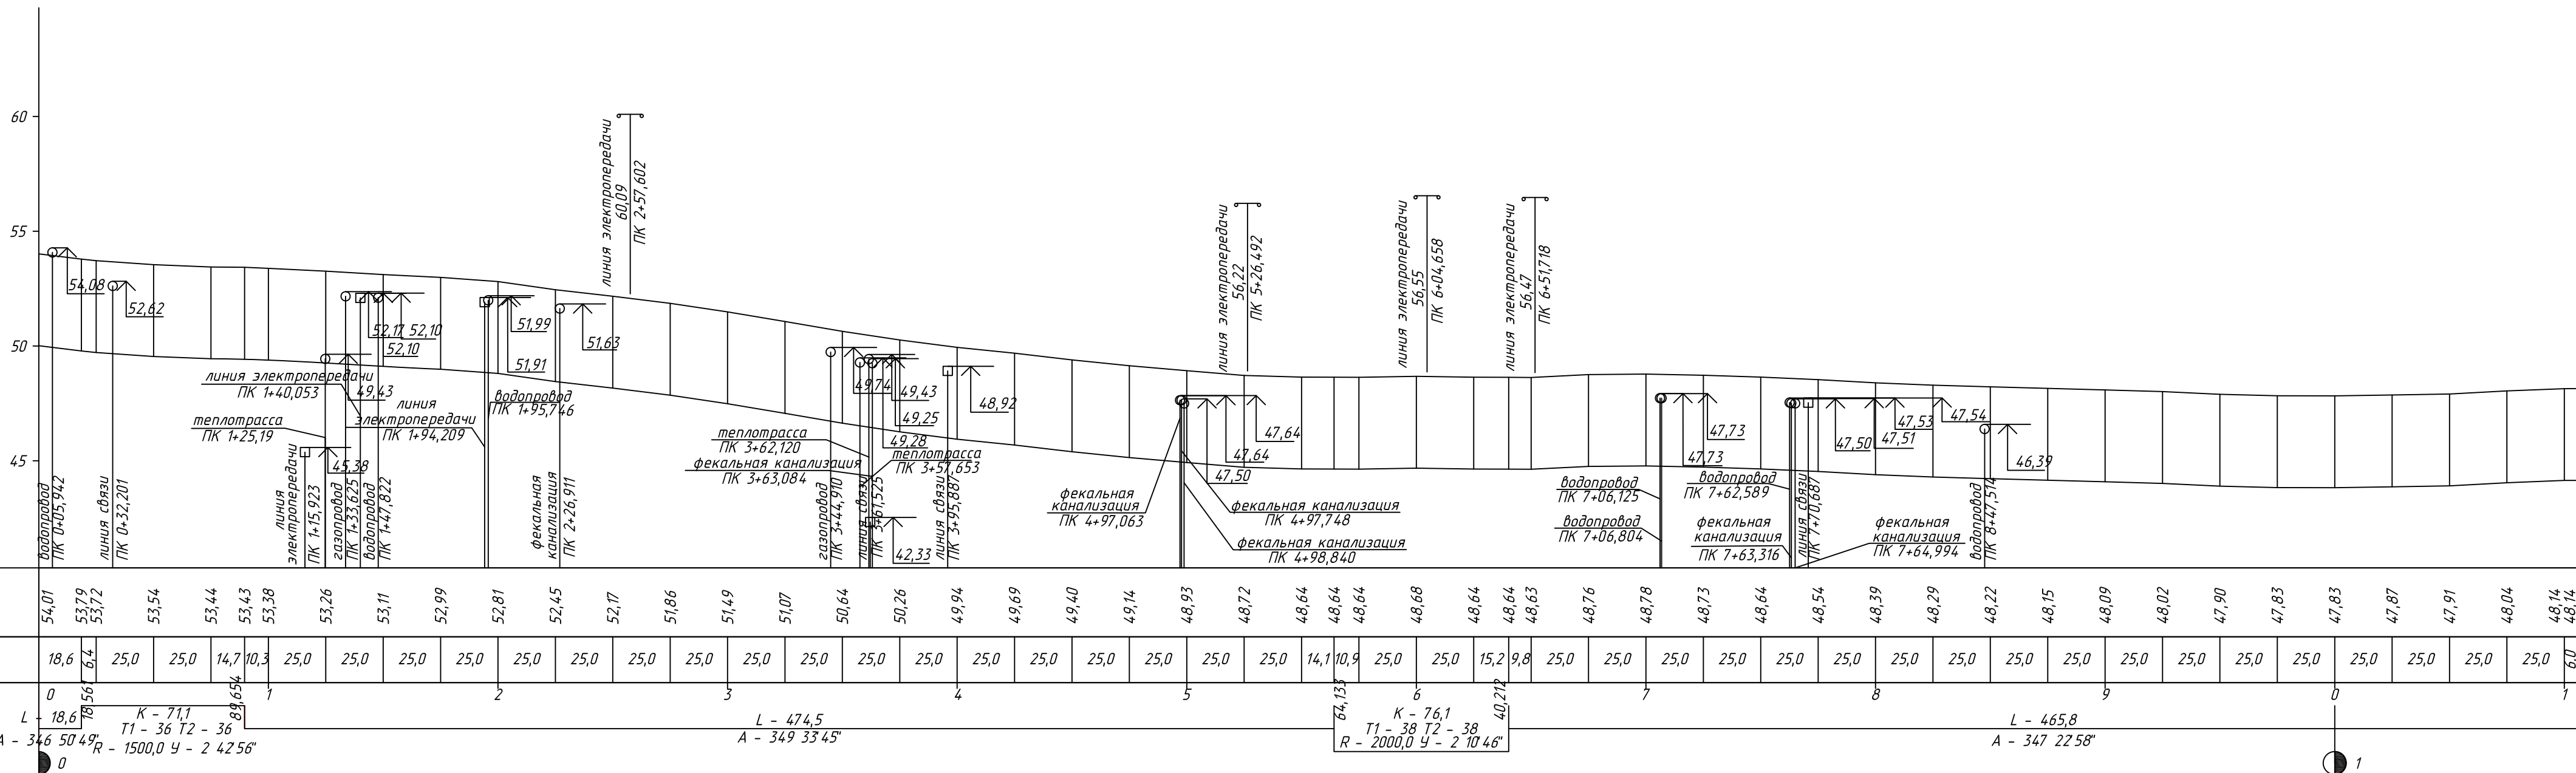 60
55
50
45
54,08
52,62
52,17
52,10
52,10
49,43
45,38
51,99
51,91
51,63
49,74
49,43
49,25
49,28
42,33
48,92
47,64
47,64
47,50
47,73
47,73
47,50
47,51
47,53
47,54
46,39
водопровод
ПК 0+05,942
линия связи
ПК 0+32,201
линия электропередачи
ПК 1+40,053
теплотрасса
ПК 1+25,19
линия
электропередачи
ПК 1+15,923
газопровод
ПК 1+33,625
водопровод
ПК 1+47,822
линия
электропередачи
ПК 1+94,209
водопровод
ПК 1+95,746
фекальная
канализация
ПК 2+26,911
линия электропередачи
60,09
ПК 2+57,602
теплотрасса
ПК 3+62,120
фекальная канализация
ПК 3+63,084
теплотрасса
ПК 3+57,653
газопровод
ПК 3+44,910
линия связи
ПК 3+61,525
линия связи
ПК 3+95,887
фекальная
канализация
ПК 4+97,063
фекальная канализация
ПК 4+97,748
фекальная канализация
ПК 4+98,840
линия электропередачи
56,22
ПК 5+26,492
линия электропередачи
56,55
ПК 6+04,658
линия электропередачи
56,47
ПК 6+51,718
водопровод
ПК 7+06,125
водопровод
ПК 7+06,804
водопровод
ПК 7+62,589
фекальная
канализация
ПК 7+63,316
линия связи
ПК 7+70,687
фекальная
канализация
ПК 7+64,994
водопровод
ПК 8+47,514
54,01 53,79 53,72 53,54 53,44 53,43 53,38 53,26 53,11 52,99 52,81 52,45 52,17 51,86 51,49 51,07 50,64 50,26 49,94 49,69 49,40 49,14 48,93 48,72 48,64 48,64 48,64 48,68 48,64 48,64 48,63 48,76 48,78 48,73 48,64 48,54 48,39 48,29 48,22 48,15 48,09 48,02 47,90 47,83 47,83 47,87 47,91 48,04 48,14 48,14
18,6 6,4 25,0 25,0 14,7 10,3 25,0 25,0 25,0 25,0 25,0 25,0 25,0 25,0 25,0 25,0 25,0 25,0 25,0 25,0 25,0 25,0 25,0 25,0 14,1 10,9 25,0 25,0 15,2 9,8 25,0 25,0 25,0 25,0 25,0 25,0 25,0 25,0 25,0 25,0 25,0 25,0 25,0 25,0 25,0 25,0 25,0 25,0 6,0
0 1 2 3 4 5 6 7 8 9 0 1
18,561
89,654
64,133
40,212
L - 18,6
А - 346 50'49"
К - 71,1
Т1 - 36 Т2 - 36
R - 1500,0 У - 2 42'56"
L - 474,5
А - 349 33'45"
К - 76,1
Т1 - 38 Т2 - 38
R - 2000,0 У - 2 10'46"
L - 465,8
А - 347 22'58"
0
1